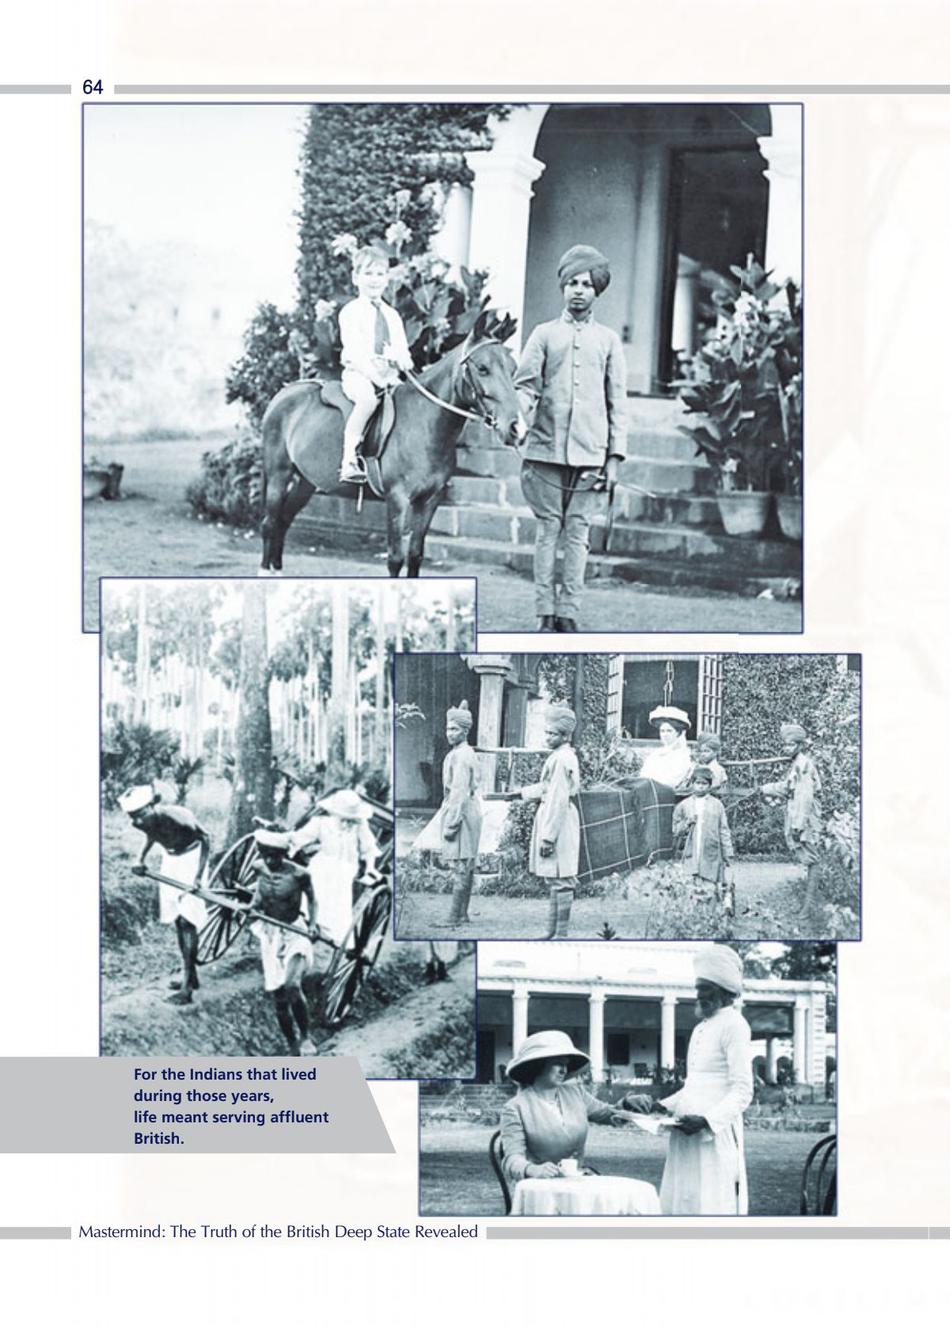 64
For the Indians that lived
during those years,
life meant serving affluent
British.
Mastermind: The Truth of the British Deep State Revealed